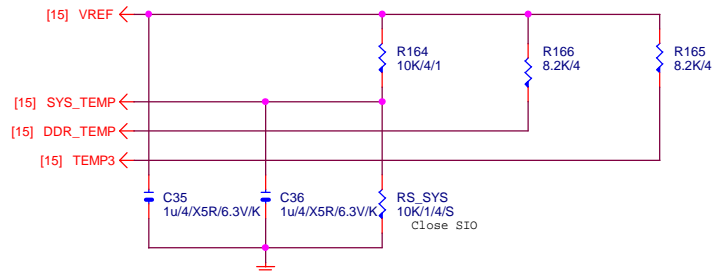 [15] VREF
R164
10K/4/1
R166
8.2K/4
R165
8.2K/4
[15] SYS_TEMP
[15] DDR_TEMP
[15] TEMP3
C35
1u/4/X5R/6.3V/K
C36
1u/4/X5R/6.3V/K
RS_SYS
10K/1/4/S
Close SIO